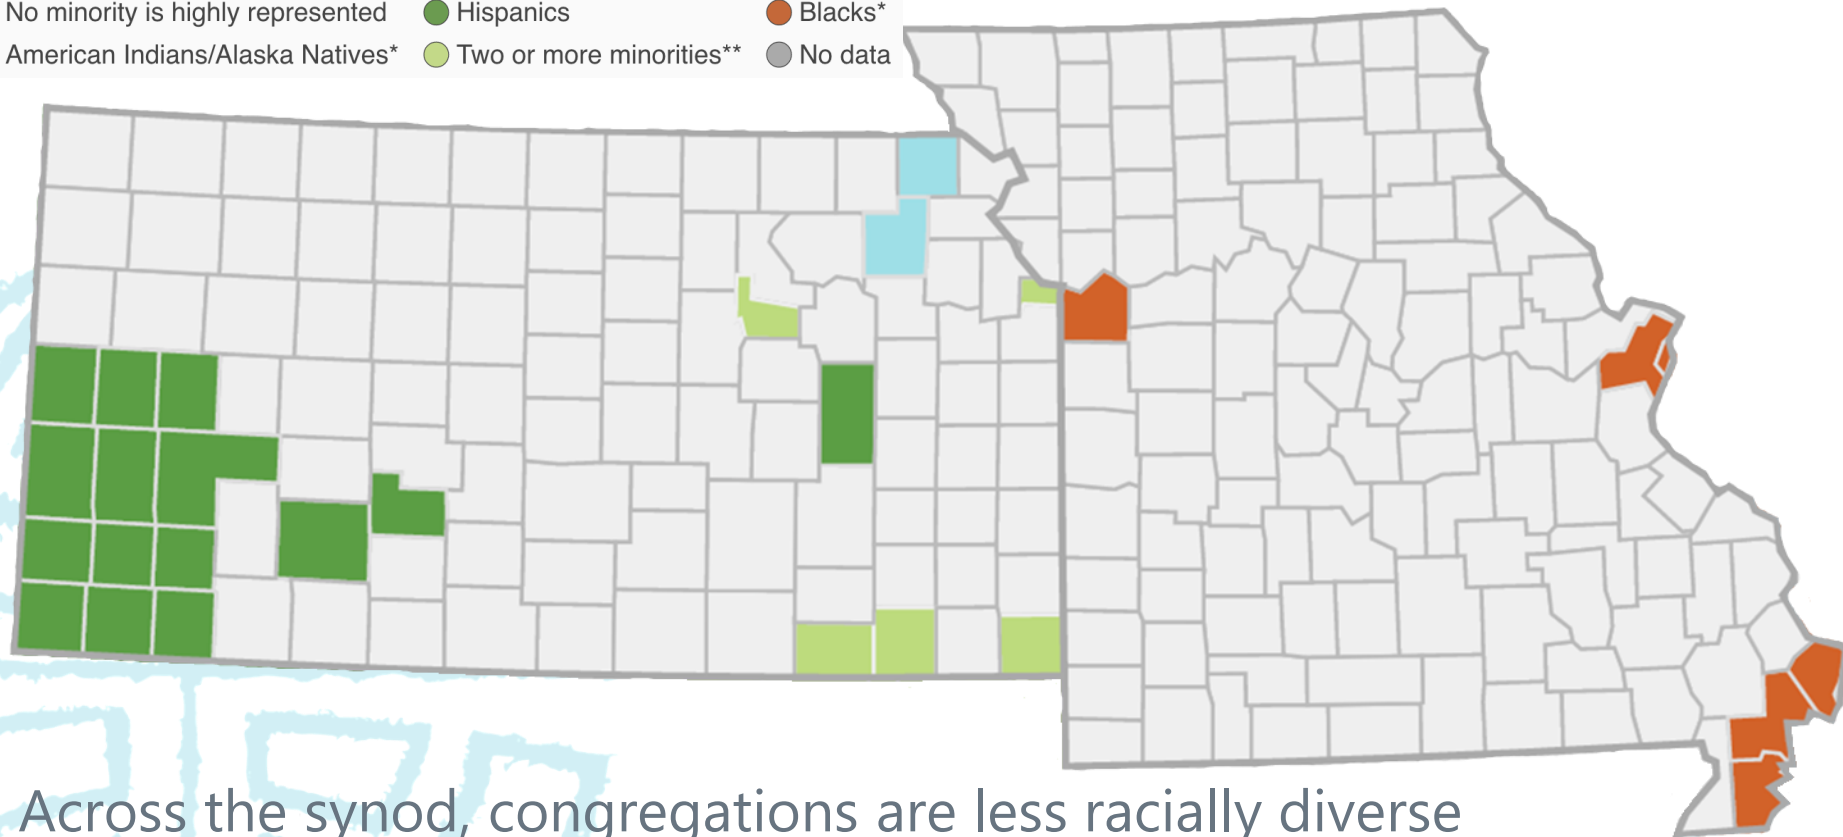 No minority is highly represented Hispanics Blacks*
American Indians/Alaska Natives* Two or more minorities** No data
Across the synod, congregations are less racially diverse